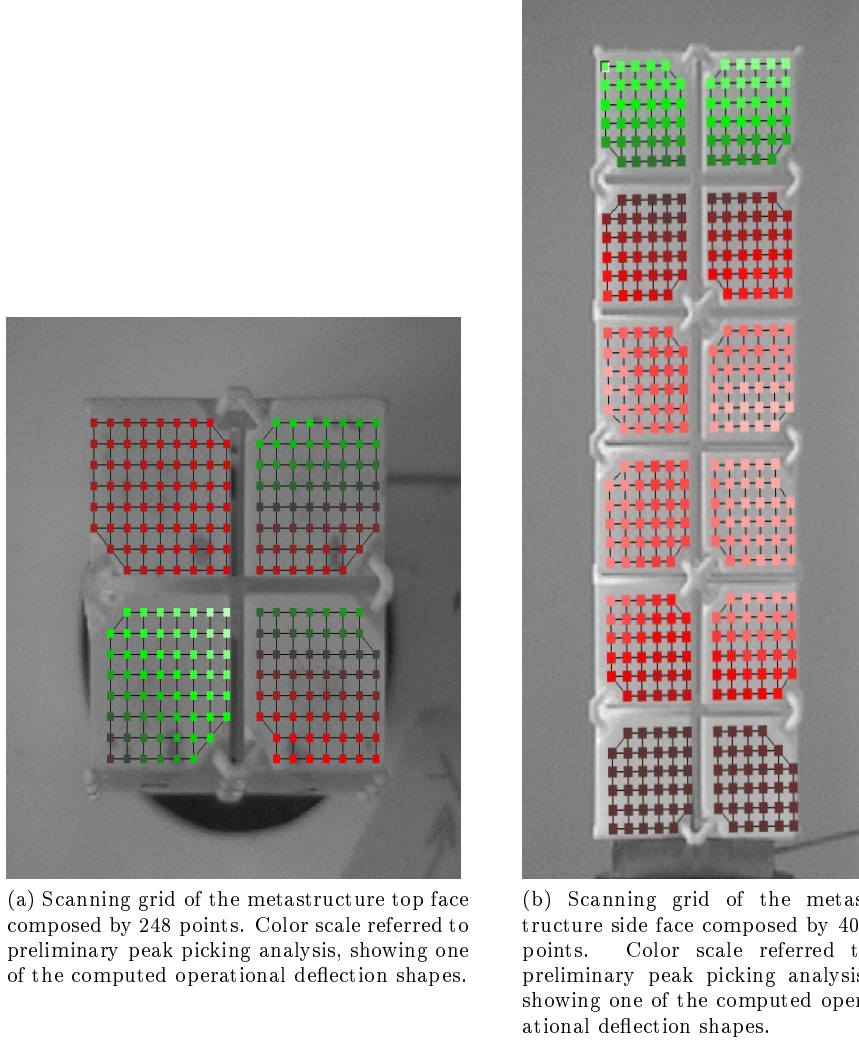 (a) Scanning grid of the metastructure top face
composed by 248 points. Color scale referred to
preliminary peak picking analysis, showing one
of the computed operational deflection shapes.
(b) Scanning grid of the metas
tructure side face composed by 40
points. Color scale referred t
preliminary peak picking analysis
showing one of the computed oper
ational deflection shapes.